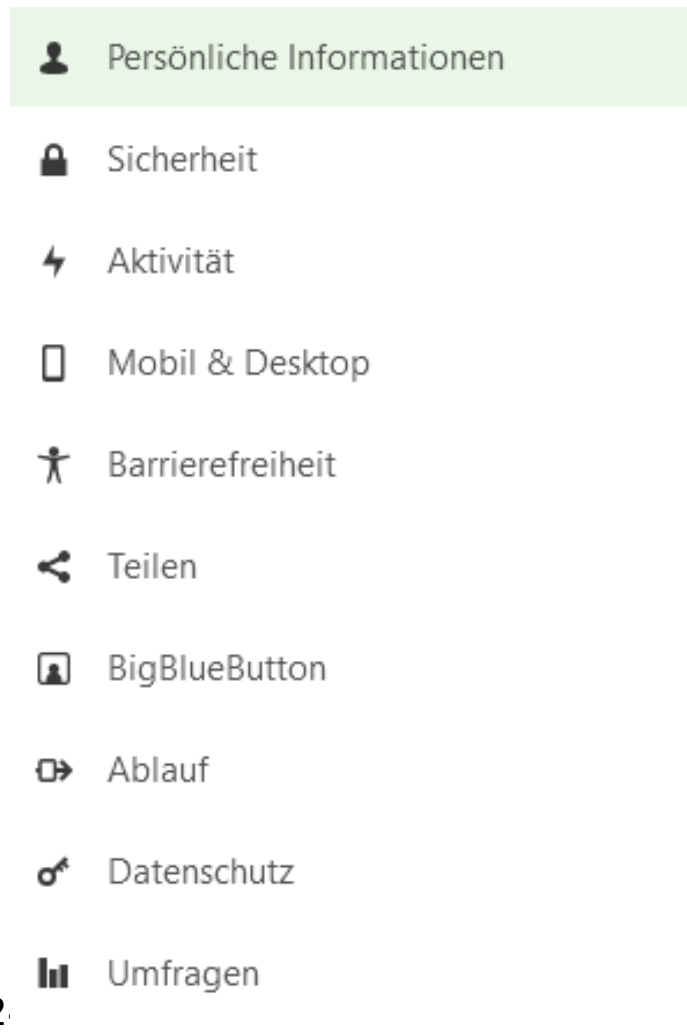 Persönliche Informationen
Sicherheit
Aktivität
Mobil & Desktop
Barrierefreiheit
Teilen
BigBlueButton
Ablauf
Datenschutz
Umfragen